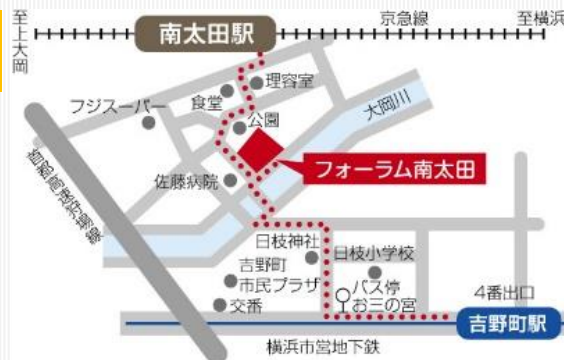 至上大岡
京急線
至横浜
南太田駅
理容室
食堂
フジスーパー
公園
大岡川
フォーラム南太田
佐藤病院
首都高速狩場線
日枝神社
日枝小学校
吉野町
市民プラザ
バス停
お三の宮
交番
4番出口
吉野町駅
横浜市営地下鉄